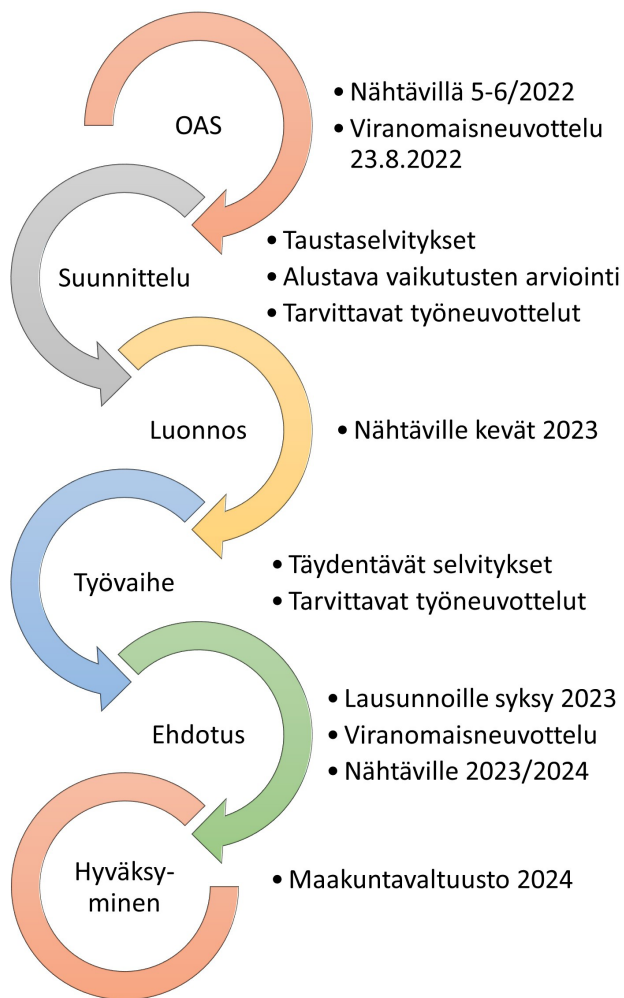 OAS
• Nähtävillä 5-6/2022
• Viranomaisneuvottelu
23.8.2022
Suunnittelu
• Taustaselvitykset
• Alustava vaikutusten arviointi
• Tarvittavat työneuvottelut
Luonnos
• Nähtäville kevät 2023
Työvaihe
• Täydentävät selvitykset
• Tarvittavat työneuvottelut
Ehdotus
• Lausunnoille syksy 2023
• Viranomaisneuvottelu
• Nähtäville 2023/2024
Hyväksy-
minen
• Maakuntavaltuusto 2024